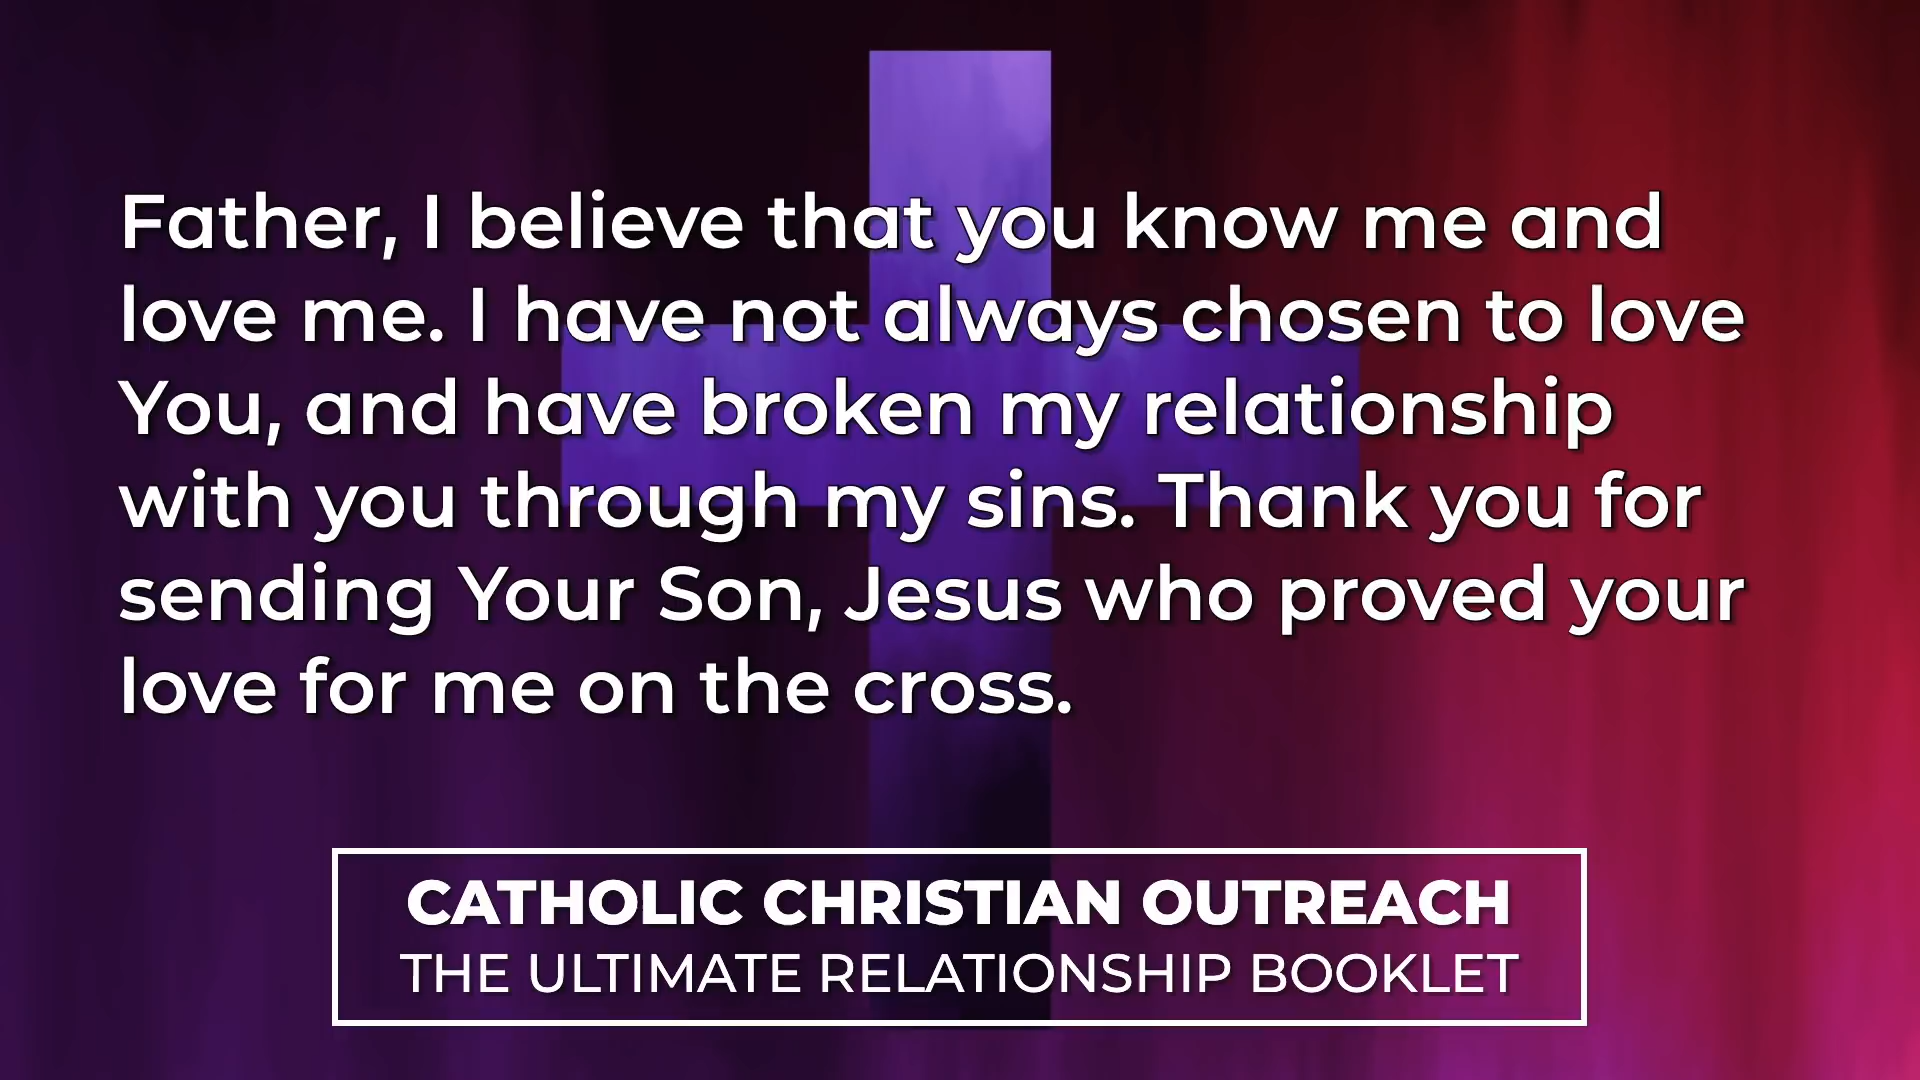 Father, I believe that you know me and
love me. I have not always chosen to love
You, and have broken my relationship
with you through my sins. Thank you for
sending Your Son, Jesus who proved your
love for me on the cross.
CATHOLIC CHRISTIAN OUTREACH
THE ULTIMATE RELATIONSHIP BOOKLET